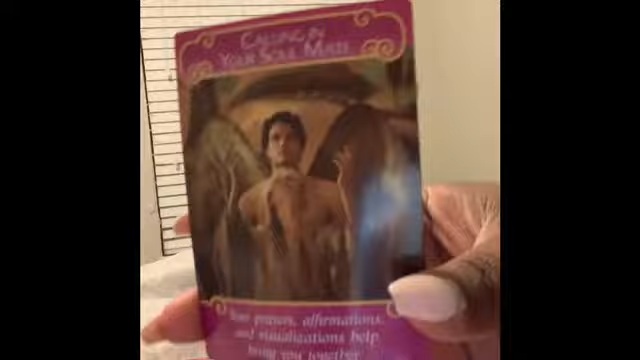 CALLING IN
YOUR SOUL MATE
Your prayers, affirmations,
and visualizations help
bring you together.